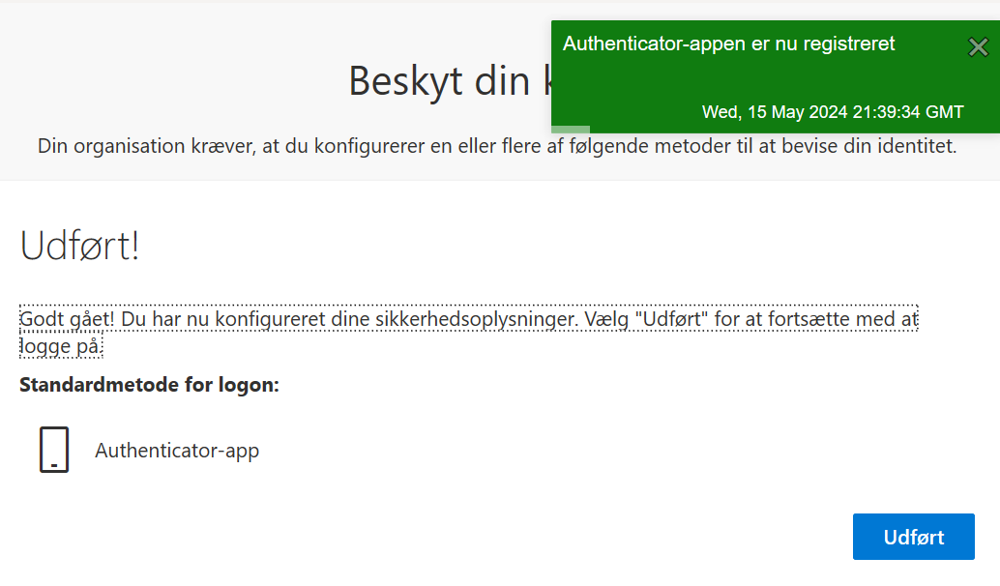 Authenticator-appen er nu registreret
Wed, 15 May 2024 21:39:34 GMT
Beskyt din
Din organisation kræver, at du konfigurerer en eller flere af følgende metoder til at bevise din identitet.
Udført!
Godt gået! Du har nu konfigureret dine sikkerhedsoplysninger. Vælg "Udført" for at fortsætte med at
logge på.
Standardmetode for logon:
Authenticator-app
Udført